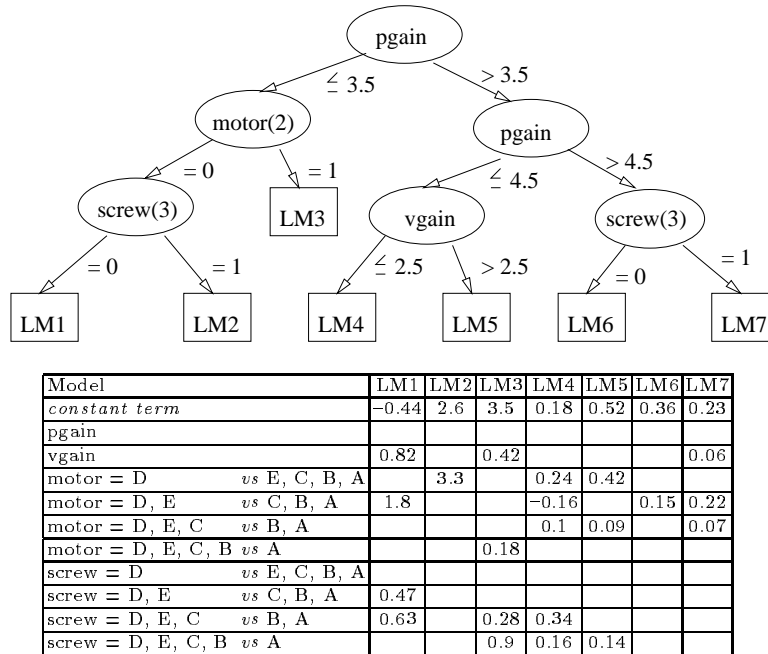 pgain
≤ 3.5 > 3.5
motor(2) pgain
= 0 = 1 ≤ 4.5 > 4.5
screw(3) LM3 vgain screw(3)
= 0 = 1 ≤ 2.5 > 2.5 = 0 = 1
LM1 LM2 LM4 LM5 LM6 LM7
Model LM1 LM2 LM3 LM4 LM5 LM6 LM7
constant term −0.44 2.6 3.5 0.18 0.52 0.36 0.23
pgain
vgain 0.82 0.42 0.06
motor = D vs E, C, B, A 3.3 0.24 0.42
motor = D, E vs C, B, A 1.8 −0.16 0.15 0.22
motor = D, E, C vs B, A 0.1 0.09 0.07
motor = D, E, C, B vs A 0.18
screw = D vs E, C, B, A
screw = D, E vs C, B, A 0.47
screw = D, E, C vs B, A 0.63 0.28 0.34
screw = D, E, C, B vs A 0.9 0.16 0.14